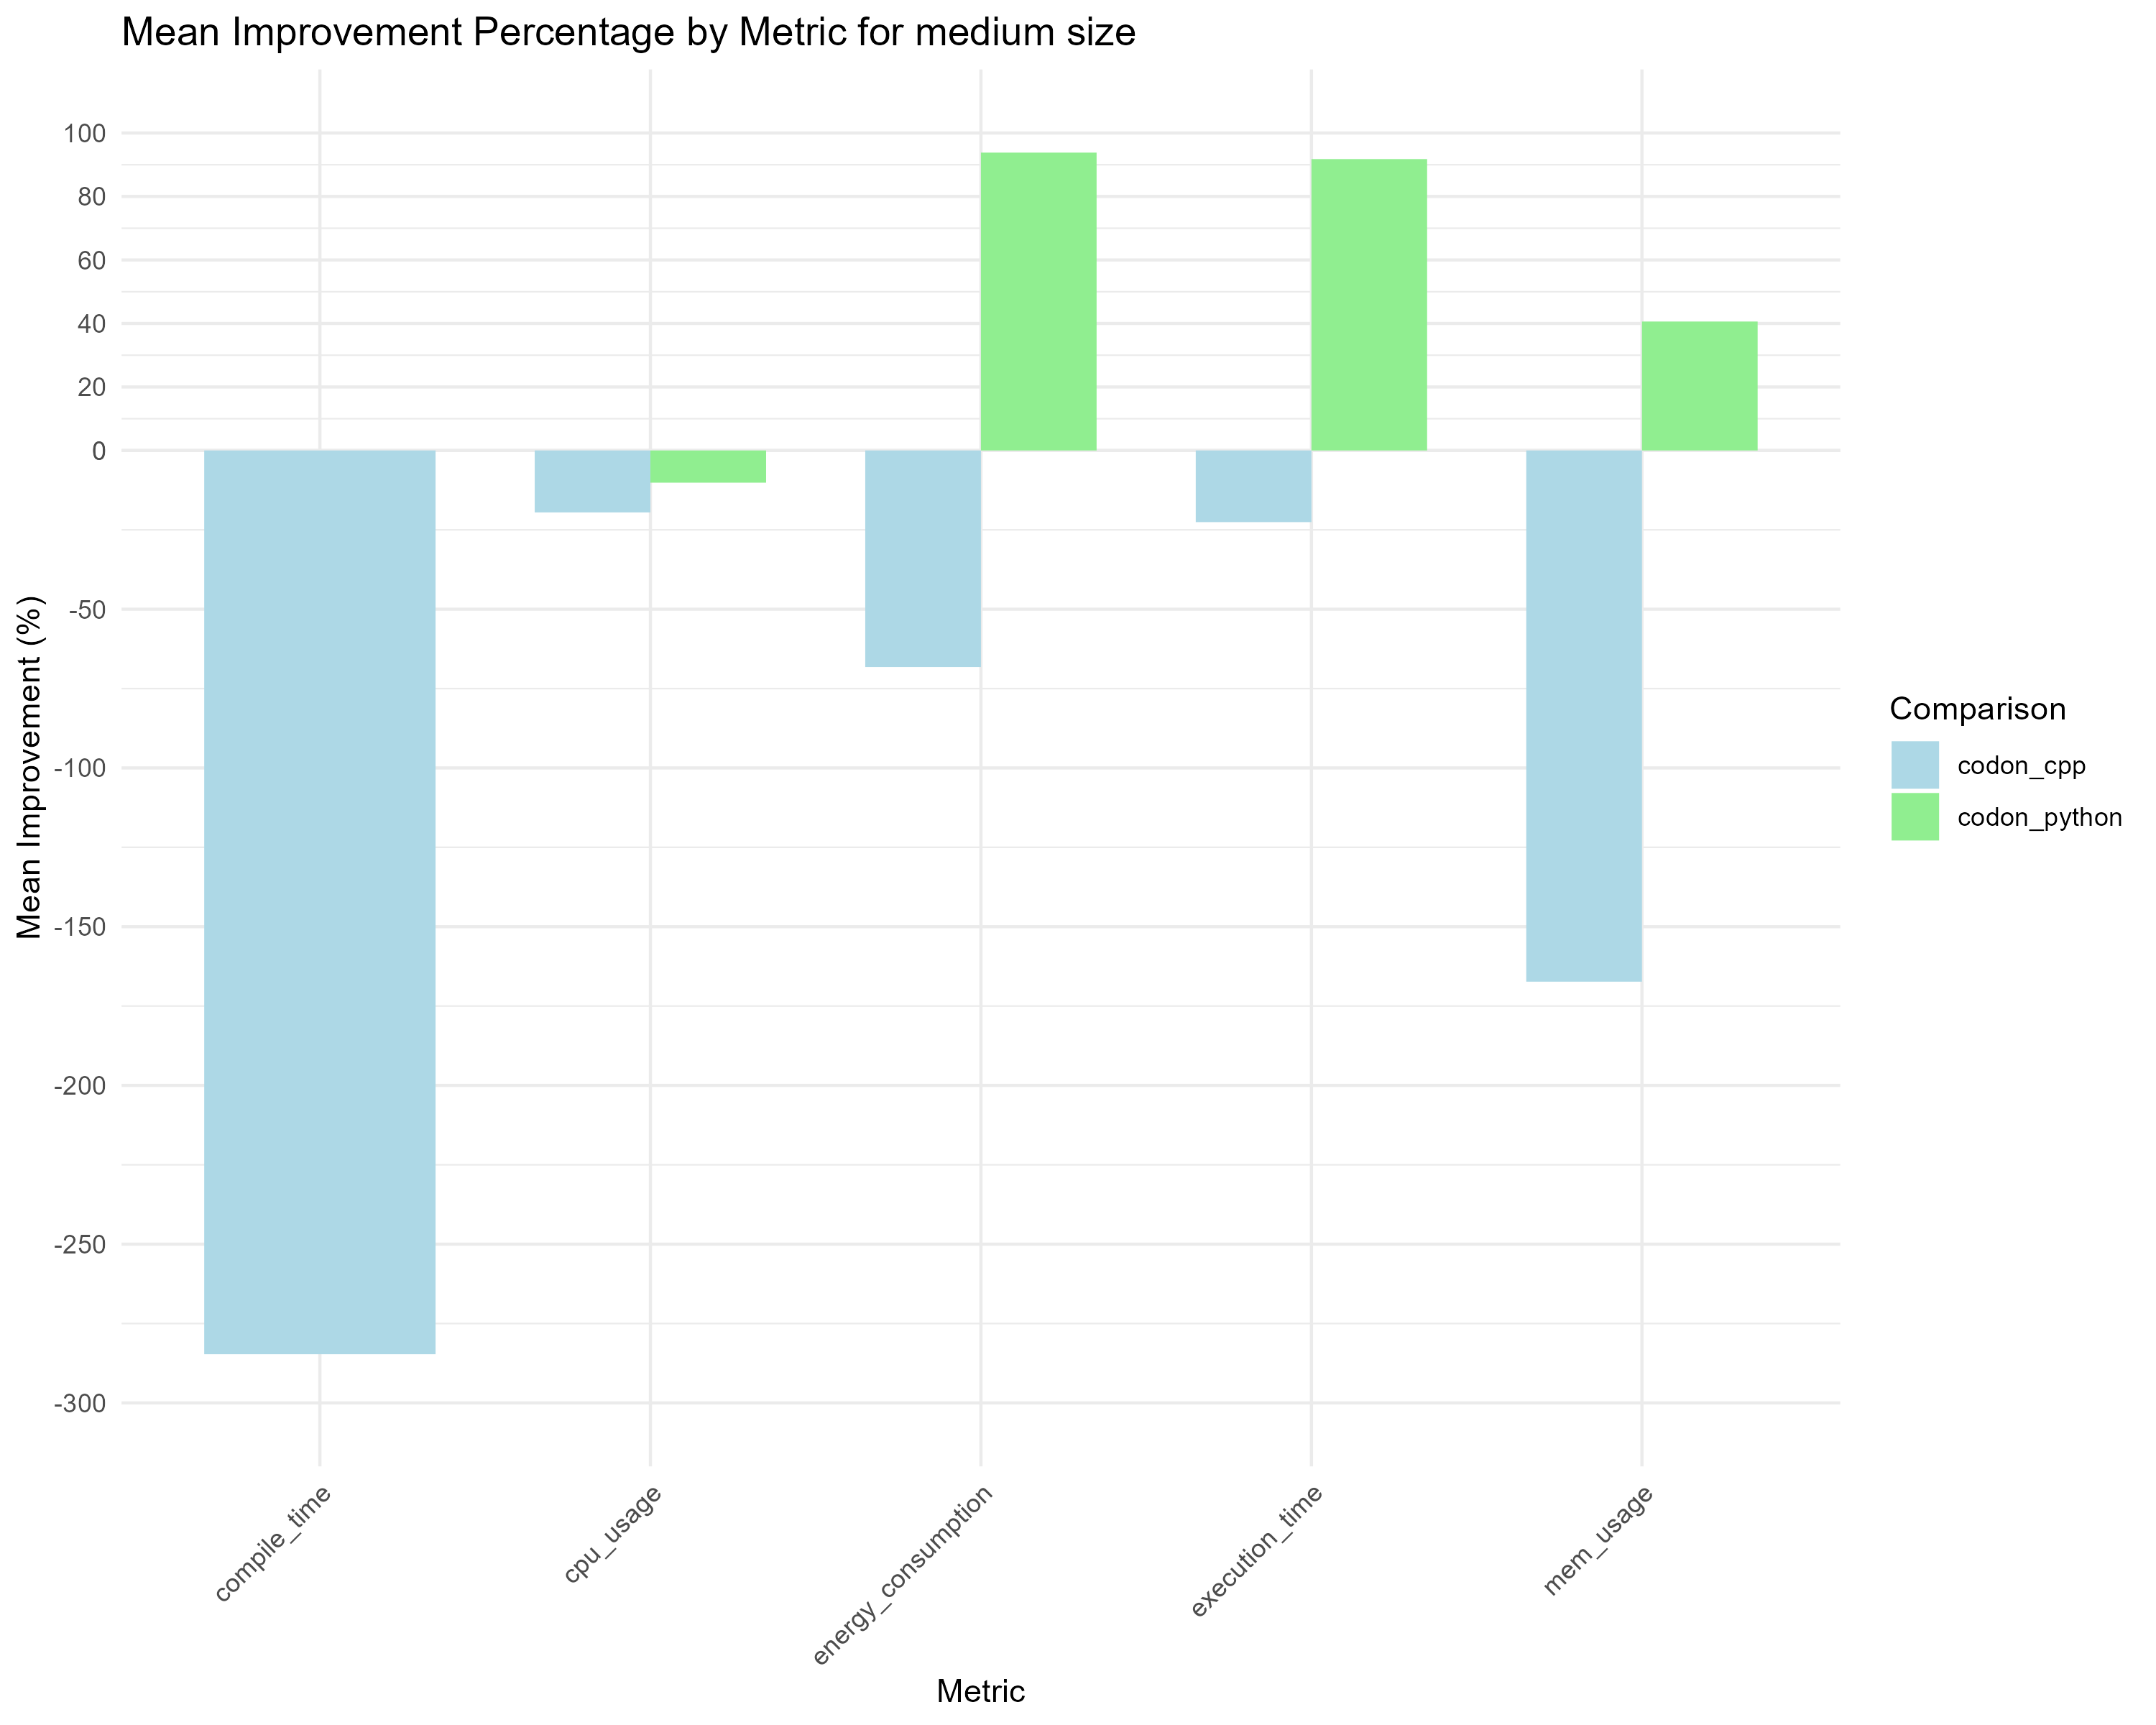 Mean Improvement Percentage by Metric for medium size
100
80
60
40
20
0
-50
-100
-150
-200
-250
-300
Mean Improvement (%)
compile_time
cpu_usage
energy_consumption
execution_time
mem_usage
Metric
Comparison
codon_cpp
codon_python